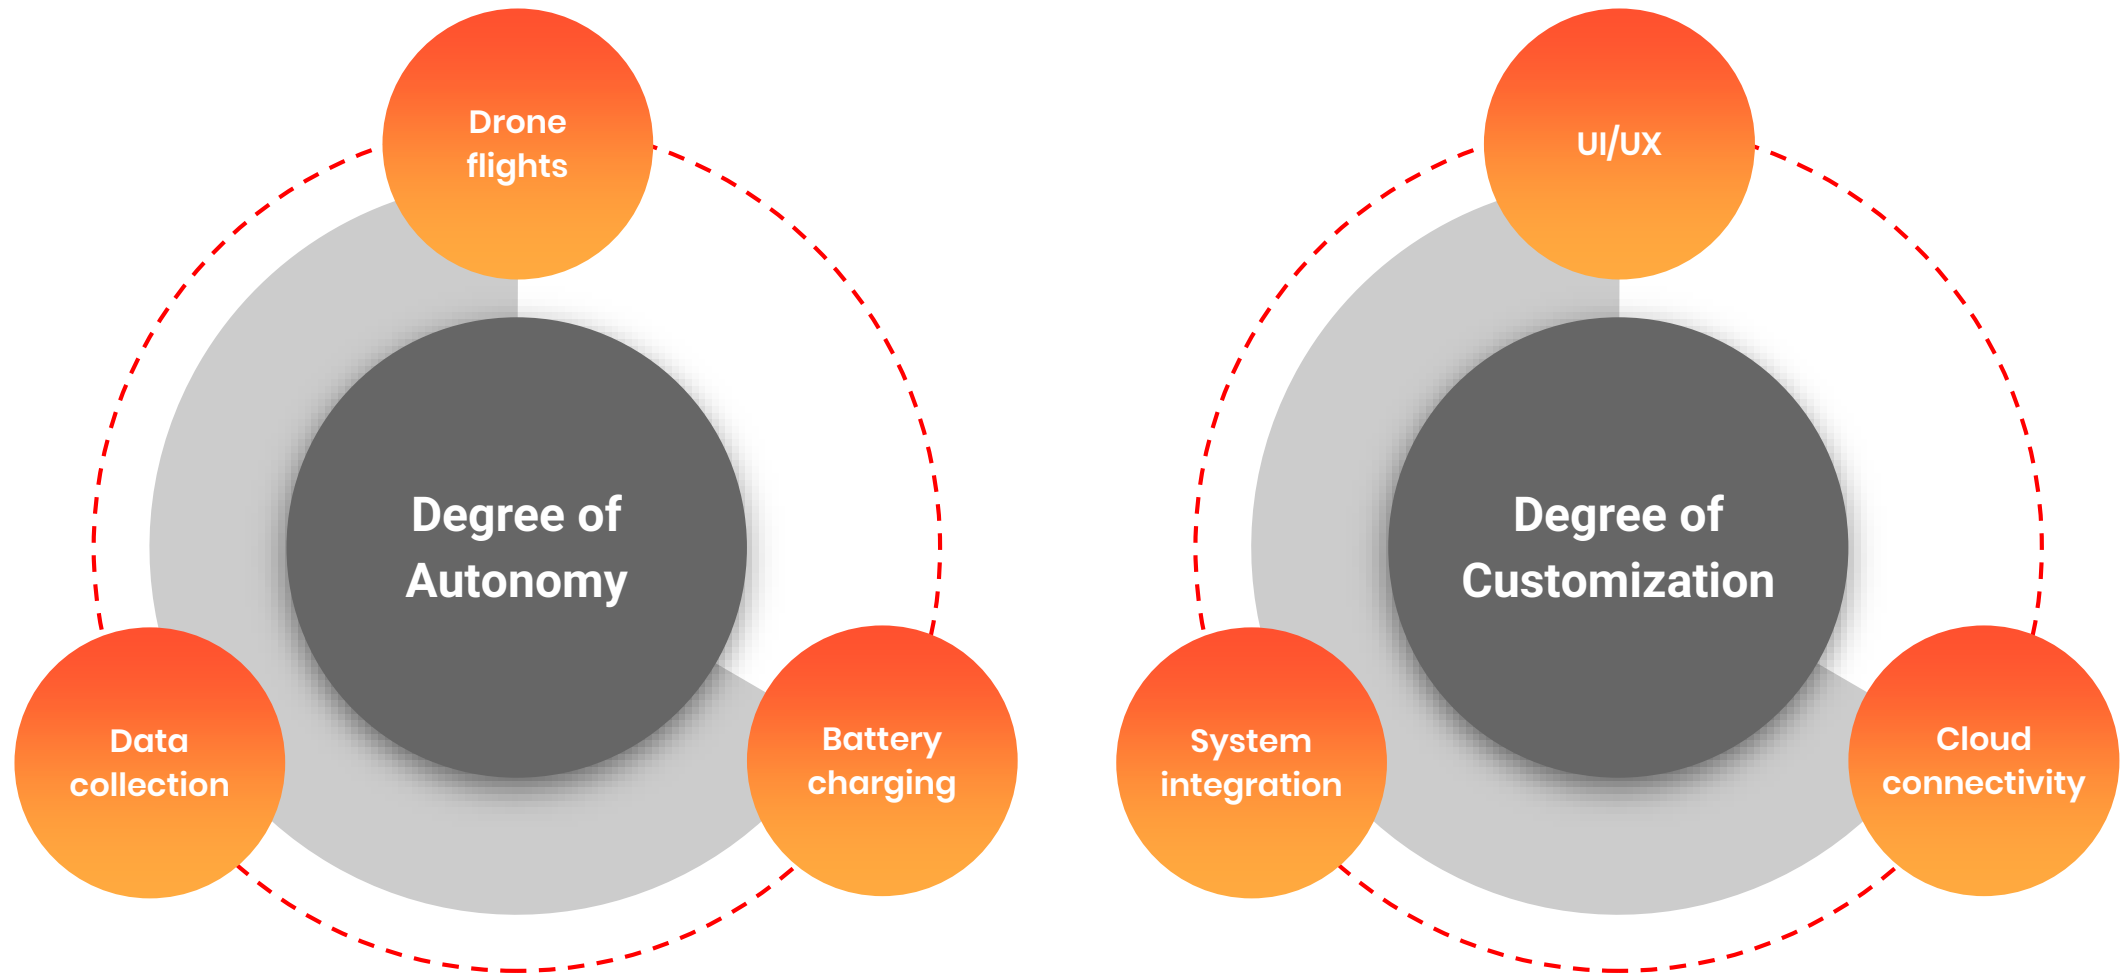 Drone
flights
Degree of
Autonomy
Data
collection
Battery
charging
UI/UX
Degree of
Customization
System
integration
Cloud
connectivity